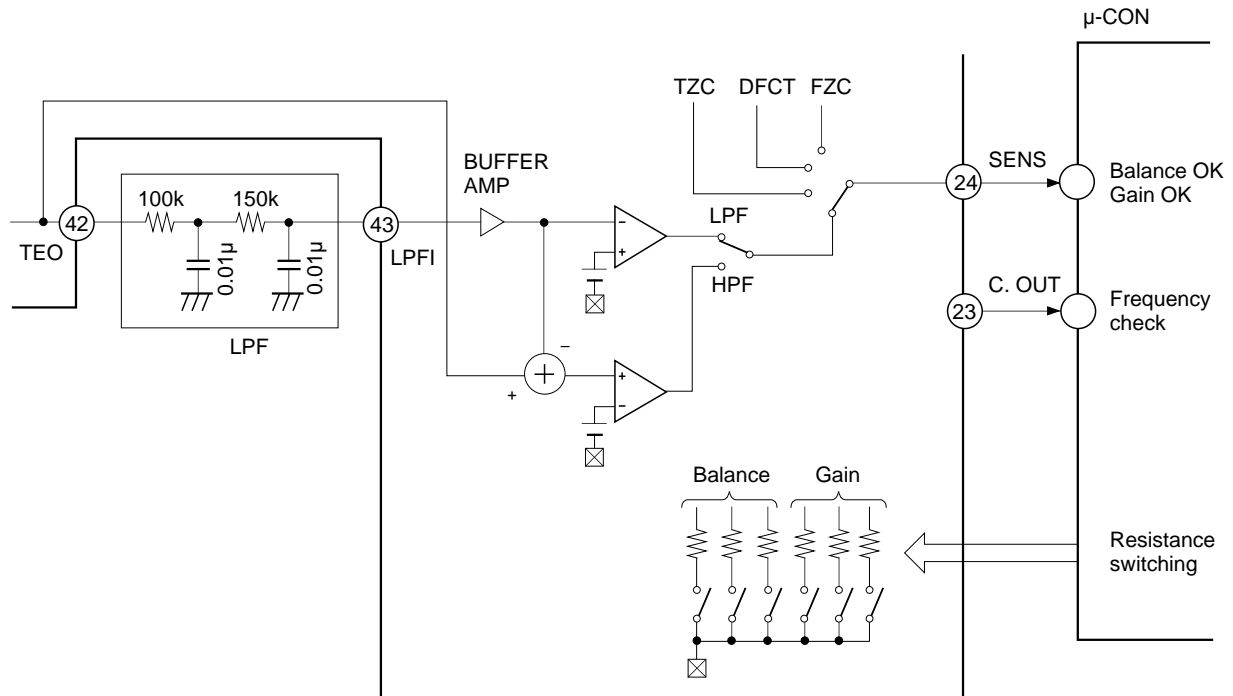 µ-CON
TZC DFCT FZC
BUFFER
AMP
100k 150k
42
43
24
SENS
Balance OK
Gain OK
TEO
LPFI
LPF
0.01µ
0.01µ
HPF
C. OUT
23
Frequency
check
LPF
–
+
+
–
+
+
–
Balance Gain
Resistance
switching